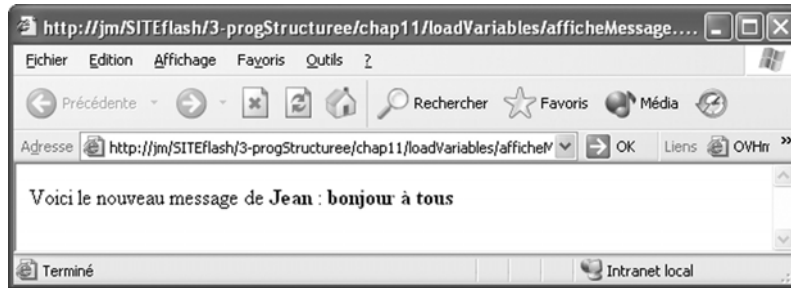 http://jm/SITEflash/3-progStructuree/chap11/loadVariables/afficheMessage....
Fichier Edition Affichage Favoris Outils ?
Précédente Rechercher Favoris Média
Adresse http://jm/SITEflash/3-progStructuree/chap11/loadVariables/afficheM OK Liens OVHm »
Voici le nouveau message de Jean : bonjour à tous
Terminé Intranet local